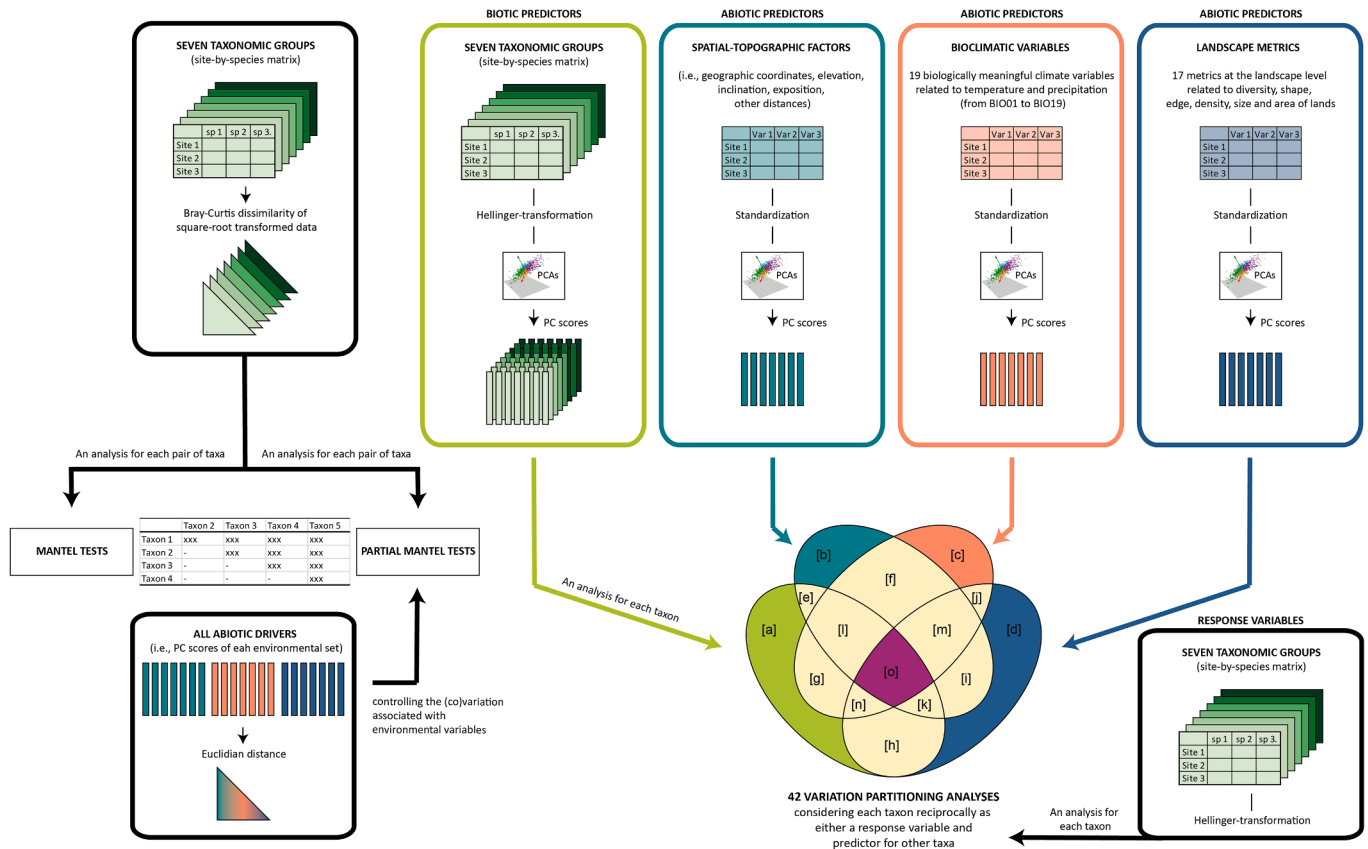 SEVEN TAXONOMIC GROUPS
(site-by-species matrix)
sp 1 sp 2 sp 3.
Site 1
Site 2
Site 3
Bray-Curtis dissimilarity of
square-root transformed data
An analysis for each pair of taxa
An analysis for each pair of taxa
MANTEL TESTS
Taxon 2 Taxon 3 Taxon 4 Taxon 5
Taxon 1 xxx xxx xxx xxx
Taxon 2 - xxx xxx xxx
Taxon 3 - - xxx xxx
Taxon 4 - - - xxx
PARTIAL MANTEL TESTS
ALL ABIOTIC DRIVERS
(i.e., PC scores of eah environmental set)
Euclidian distance
controlling the (co)variation
associated with
environmental variables
BIOTIC PREDICTORS
SEVEN TAXONOMIC GROUPS
(site-by-species matrix)
sp 1 sp 2 sp 3.
Site 1
Site 2
Site 3
Hellinger-transformation
PCAs
PC scores
ABIOTIC PREDICTORS
SPATIAL-TOPOGRAPHIC FACTORS
(i.e., geographic coordinates, elevation,
inclination, exposition,
other distances)
Var 1 Var 2 Var 3
Site 1
Site 2
Site 3
Standardization
PCAs
PC scores
ABIOTIC PREDICTORS
BIOCLIMATIC VARIABLES
19 biologically meaningful climate variables
related to temperature and precipitation
(from BIO01 to BIO19)
Var 1 Var 2 Var 3
Site 1
Site 2
Site 3
Standardization
PCAs
PC scores
ABIOTIC PREDICTORS
LANDSCAPE METRICS
17 metrics at the landscape level
related to diversity, shape,
edge, density, size and area of lands
Var 1 Var 2 Var 3
Site 1
Site 2
Site 3
Standardization
PCAs
PC scores
An analysis for each taxon
[b] [c]
[f]
[e] [j]
[a] [l] [m] [d]
[o]
[g] [i]
[n] [k]
[h]
42 VARIATION PARTITIONING ANALYSES
considering each taxon reciprocally as
either a response variable and
predictor for other taxa
An analysis for
each taxon
RESPONSE VARIABLES
SEVEN TAXONOMIC GROUPS
(site-by-species matrix)
sp 1 sp 2 sp 3.
Site 1
Site 2
Site 3
Hellinger-transformation